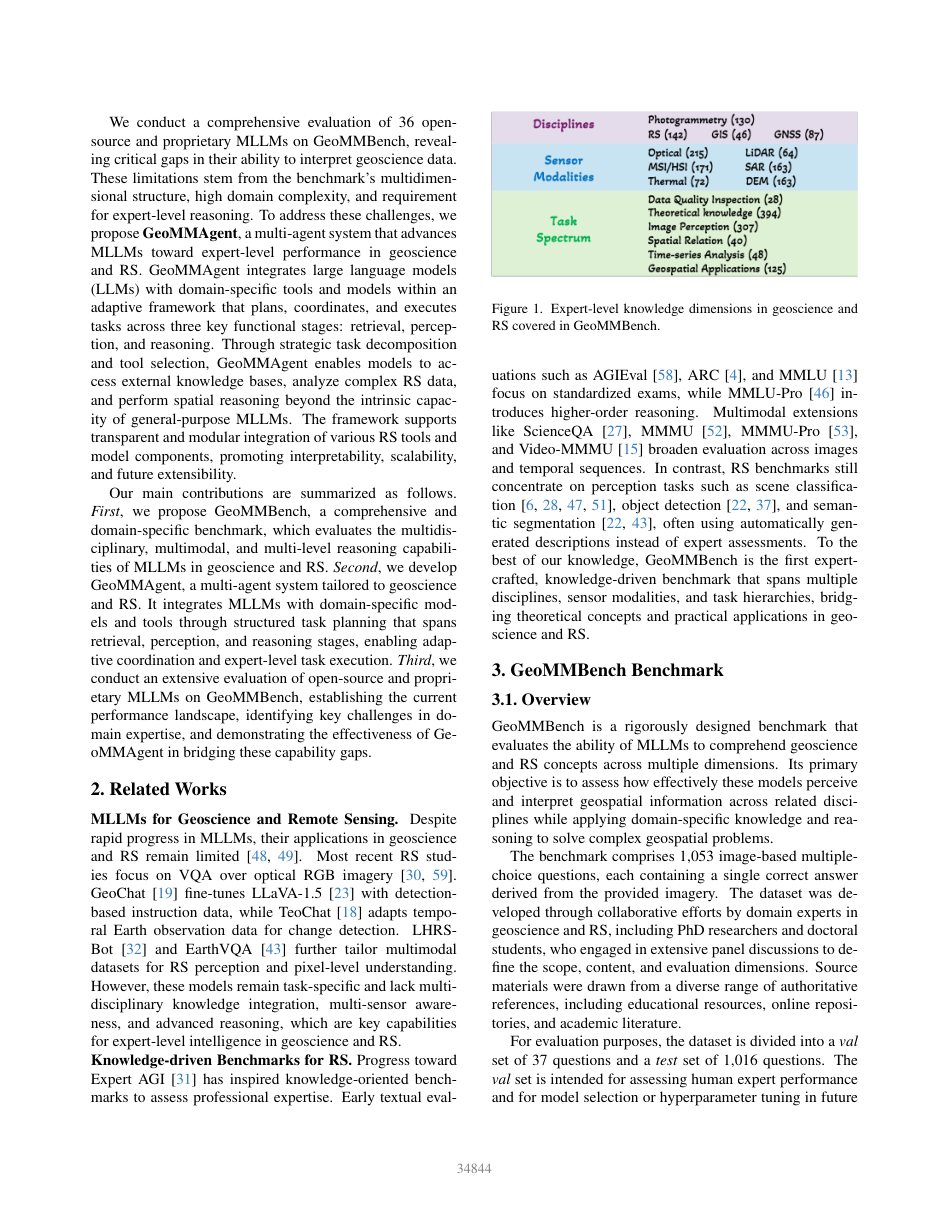 We conduct a comprehensive evaluation of 36 open-
source and proprietary MLLMs on GeoMMBench, reveal-
ing critical gaps in their ability to interpret geoscience data.
These limitations stem from the benchmark's multidimen-
sional structure, high domain complexity, and requirement
for expert-level reasoning. To address these challenges, we
propose GeoMMAgent, a multi-agent system that advances
MLLMs toward expert-level performance in geoscience
and RS. GeoMMAgent integrates large language models
(LLMs) with domain-specific tools and models within an
adaptive framework that plans, coordinates, and executes
tasks across three key functional stages: retrieval, percep-
tion, and reasoning. Through strategic task decomposition
and tool selection, GeoMMAgent enables models to ac-
cess external knowledge bases, analyze complex RS data,
and perform spatial reasoning beyond the intrinsic capac-
ity of general-purpose MLLMs. The framework supports
transparent and modular integration of various RS tools and
model components, promoting interpretability, scalability,
and future extensibility.
Our main contributions are summarized as follows.
First, we propose GeoMMBench, a comprehensive and
domain-specific benchmark, which evaluates the multidis-
ciplinary, multimodal, and multi-level reasoning capabili-
ties of MLLMs in geoscience and RS. Second, we develop
GeoMMAgent, a multi-agent system tailored to geoscience
and RS. It integrates MLLMs with domain-specific mod-
els and tools through structured task planning that spans
retrieval, perception, and reasoning stages, enabling adap-
tive coordination and expert-level task execution. Third, we
conduct an extensive evaluation of open-source and propri-
etary MLLMs on GeoMMBench, establishing the current
performance landscape, identifying key challenges in do-
main expertise, and demonstrating the effectiveness of Ge-
oMMAgent in bridging these capability gaps.
2. Related Works
MLLMs for Geoscience and Remote Sensing. Despite
rapid progress in MLLMs, their applications in geoscience
and RS remain limited [48, 49]. Most recent RS stud-
ies focus on VQA over optical RGB imagery [30, 59].
GeoChat [19] fine-tunes LLaVA-1.5 [23] with detection-
based instruction data, while TeoChat [18] adapts tempo-
ral Earth observation data for change detection. LHRS-
Bot [32] and EarthVQA [43] further tailor multimodal
datasets for RS perception and pixel-level understanding.
However, these models remain task-specific and lack multi-
disciplinary knowledge integration, multi-sensor aware-
ness, and advanced reasoning, which are key capabilities
for expert-level intelligence in geoscience and RS.
Knowledge-driven Benchmarks for RS. Progress toward
Expert AGI [31] has inspired knowledge-oriented bench-
marks to assess professional expertise. Early textual eval-
Disciplines
Photogrammetry (130)
RS (142) GIS (46) GNSS (87)
Sensor
Modalities
Optical (215) LiDAR (64)
MSI/HSI (171) SAR (163)
Thermal (72) DEM (163)
Task
Spectrum
Data Quality Inspection (28)
Theoretical knowledge (394)
Image Perception (307)
Spatial Relation (40)
Time-series Analysis (48)
Geospatial Applications (125)
Figure 1. Expert-level knowledge dimensions in geoscience and
RS covered in GeoMMBench.
uations such as AGIEval [58], ARC [4], and MMLU [13]
focus on standardized exams, while MMLU-Pro [46] in-
troduces higher-order reasoning. Multimodal extensions
like ScienceQA [27], MMMU [52], MMMU-Pro [53],
and Video-MMMU [15] broaden evaluation across images
and temporal sequences. In contrast, RS benchmarks still
concentrate on perception tasks such as scene classifica-
tion [6, 28, 47, 51], object detection [22, 37], and seman-
tic segmentation [22, 43], often using automatically gen-
erated descriptions instead of expert assessments. To the
best of our knowledge, GeoMMBench is the first expert-
crafted, knowledge-driven benchmark that spans multiple
disciplines, sensor modalities, and task hierarchies, bridg-
ing theoretical concepts and practical applications in geo-
science and RS.
3. GeoMMBench Benchmark
3.1. Overview
GeoMMBench is a rigorously designed benchmark that
evaluates the ability of MLLMs to comprehend geoscience
and RS concepts across multiple dimensions. Its primary
objective is to assess how effectively these models perceive
and interpret geospatial information across related disci-
plines while applying domain-specific knowledge and rea-
soning to solve complex geospatial problems.
The benchmark comprises 1,053 image-based multiple-
choice questions, each containing a single correct answer
derived from the provided imagery. The dataset was de-
veloped through collaborative efforts by domain experts in
geoscience and RS, including PhD researchers and doctoral
students, who engaged in extensive panel discussions to de-
fine the scope, content, and evaluation dimensions. Source
materials were drawn from a diverse range of authoritative
references, including educational resources, online reposi-
tories, and academic literature.
For evaluation purposes, the dataset is divided into a val
set of 37 questions and a test set of 1,016 questions. The
val set is intended for assessing human expert performance
and for model selection or hyperparameter tuning in future
34844